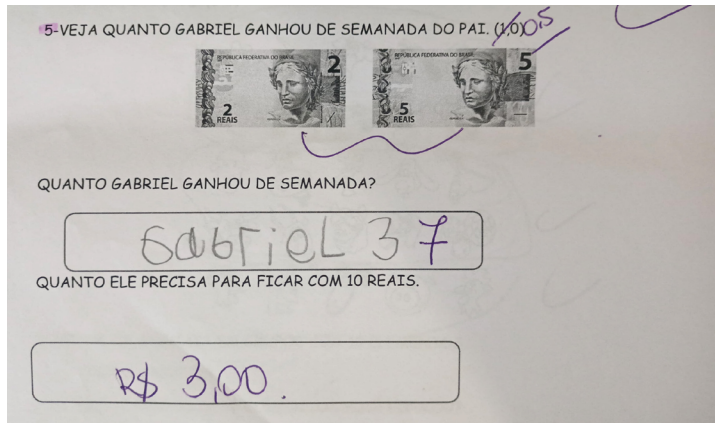 5-VEJA QUANTO GABRIEL GANHOU DE SEMANADA DO PAI. (1,0) 0,5
REPÚBLICA FEDERATIVA DO BRASIL 2
REPÚBLICA FEDERATIVA DO BRASIL 5
2 REAIS
5 REAIS
QUANTO GABRIEL GANHOU DE SEMANADA?
GabriEL 3 7
QUANTO ELE PRECISA PARA FICAR COM 10 REAIS.
R$ 3,00.